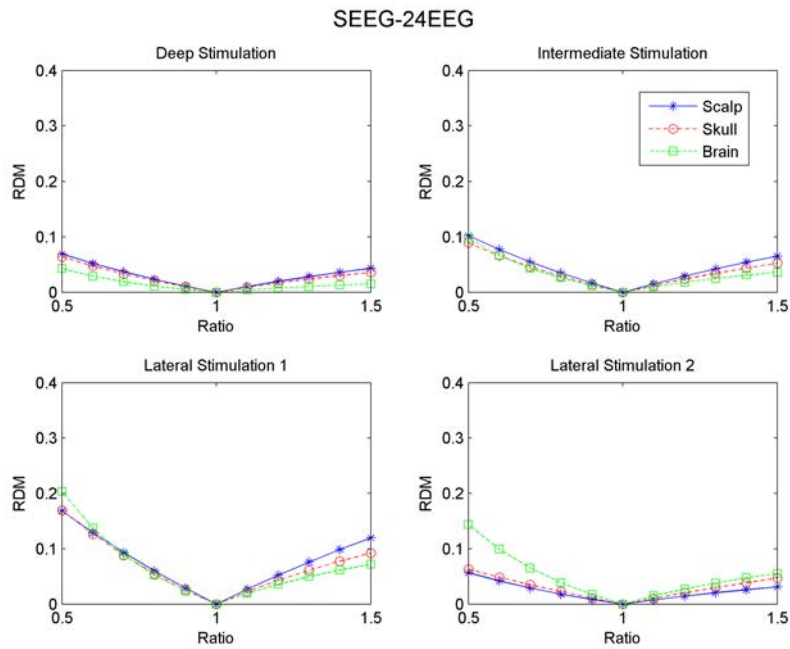 SEEG-24EEG
Deep Stimulation
0.4
0.3
0.2
0.1
0
RDM
0.5
1
1.5
Ratio
Intermediate Stimulation
0.4
0.3
0.2
0.1
0
RDM
Scalp
Skull
Brain
0.5
1
1.5
Ratio
Lateral Stimulation 1
0.4
0.3
0.2
0.1
0
RDM
0.5
1
1.5
Ratio
Lateral Stimulation 2
0.4
0.3
0.2
0.1
0
RDM
0.5
1
1.5
Ratio